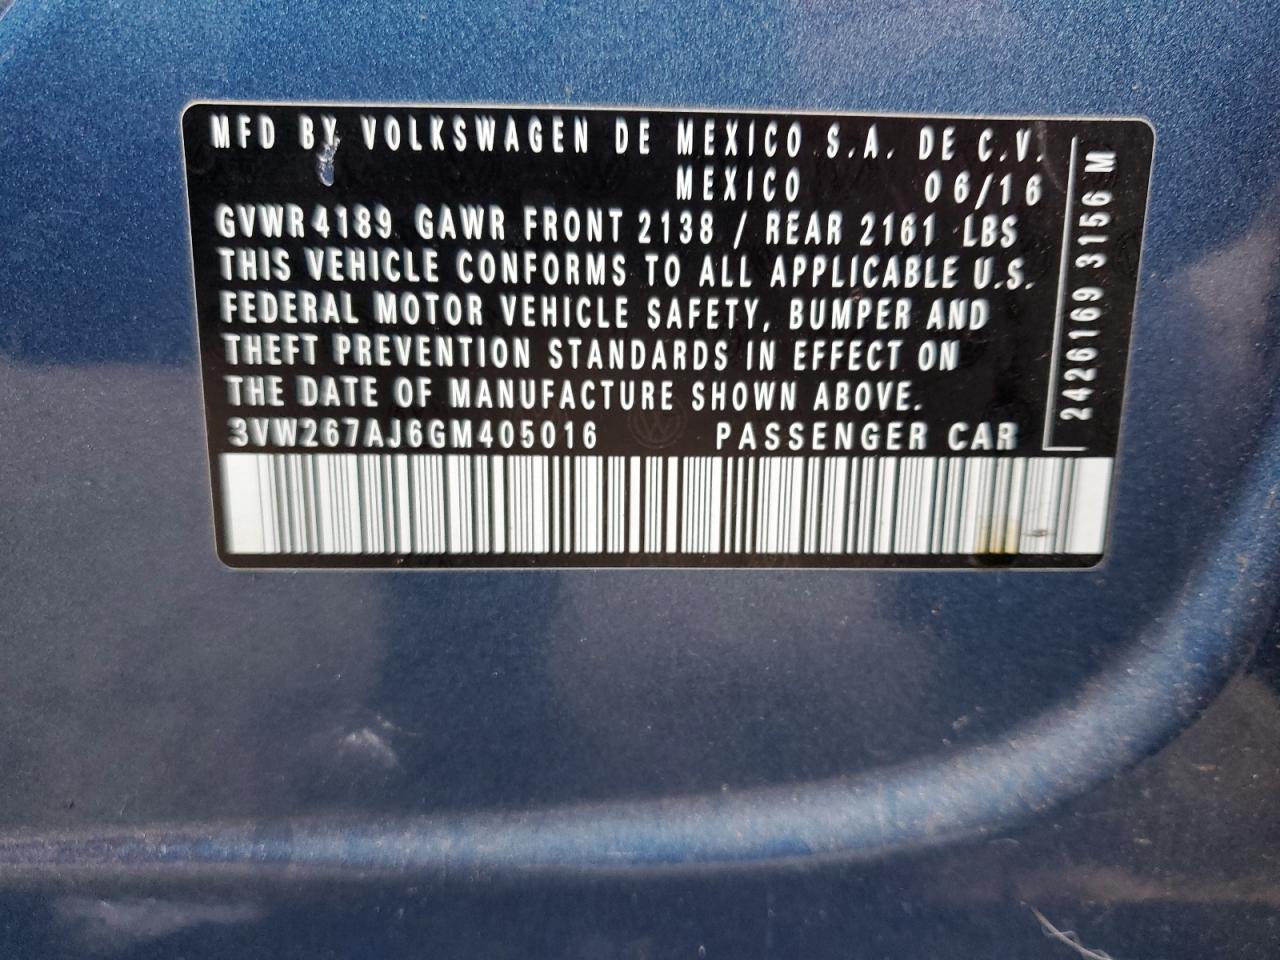 MFD BY VOLKSWAGEN DE MEXICO S.A. DE C.V.
MEXICO 06/16
GVWR 4189 GAWR FRONT 2138 / REAR 2161 LBS
THIS VEHICLE CONFORMS TO ALL APPLICABLE U.S.
FEDERAL MOTOR VEHICLE SAFETY, BUMPER AND
THEFT PREVENTION STANDARDS IN EFFECT ON
THE DATE OF MANUFACTURE SHOWN ABOVE.
3VW267AJ6GM405016 PASSENGER CAR
2426169 3156 M